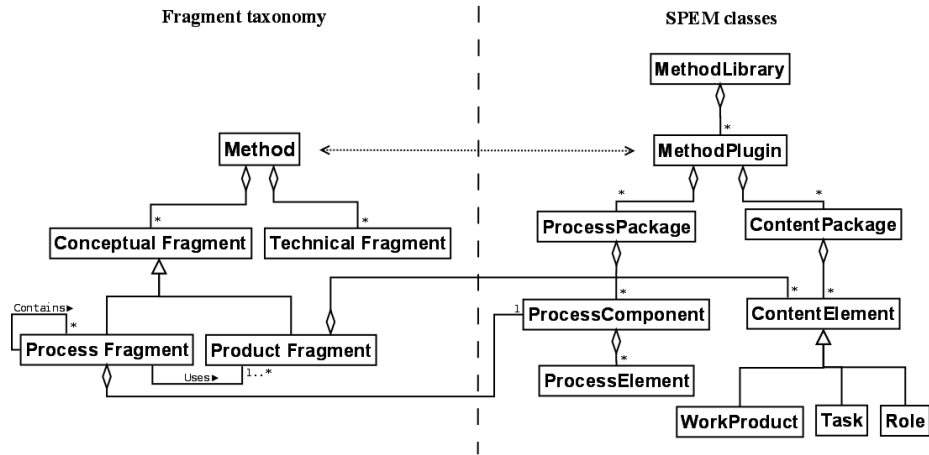 Fragment taxonomy
SPEM classes
MethodLibrary
*
Method
MethodPlugin
*
*
*
*
Conceptual Fragment
Technical Fragment
ProcessPackage
ContentPackage
Contains▶
*
1
*
*
*
Process Fragment
Product Fragment
ProcessComponent
ContentElement
Uses▶
1..*
*
ProcessElement
WorkProduct
Task
Role